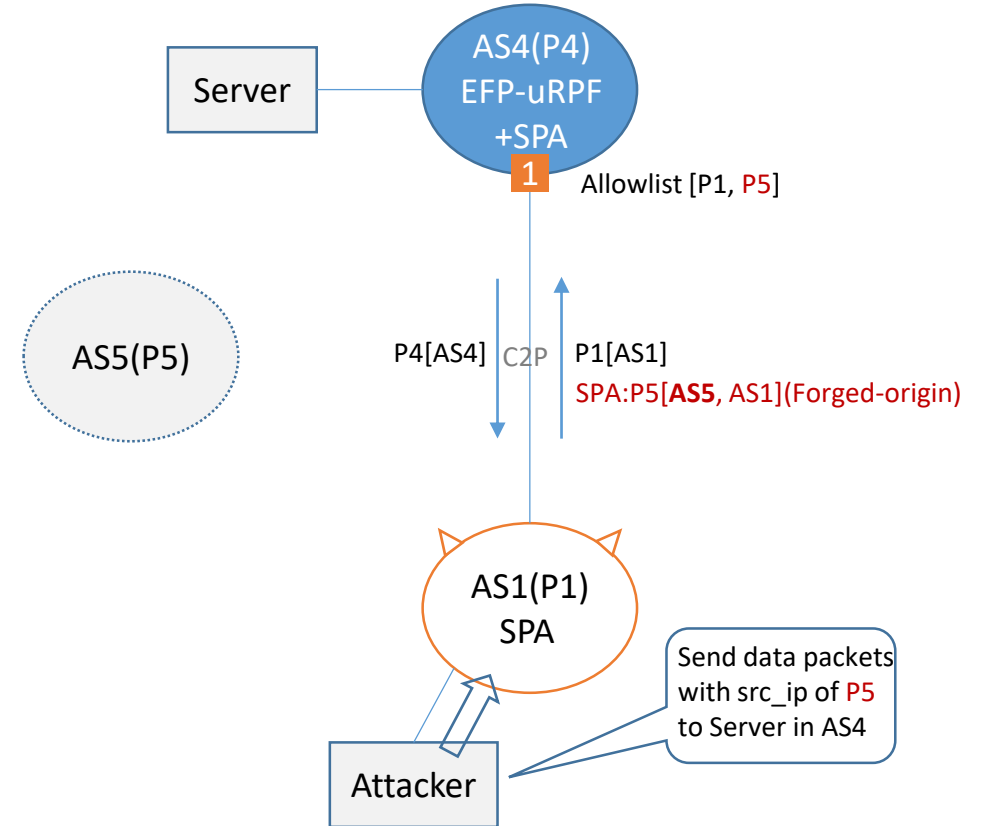 AS4(P4)
EFP-uRPF
+SPA
Server
1
Allowlist [P1, P5]
AS5(P5)
P4[AS4]
C2P
P1[AS1]
SPA:P5[AS5, AS1](Forged-origin)
AS1(P1)
SPA
Send data packets
with src_ip of P5
to Server in AS4
Attacker